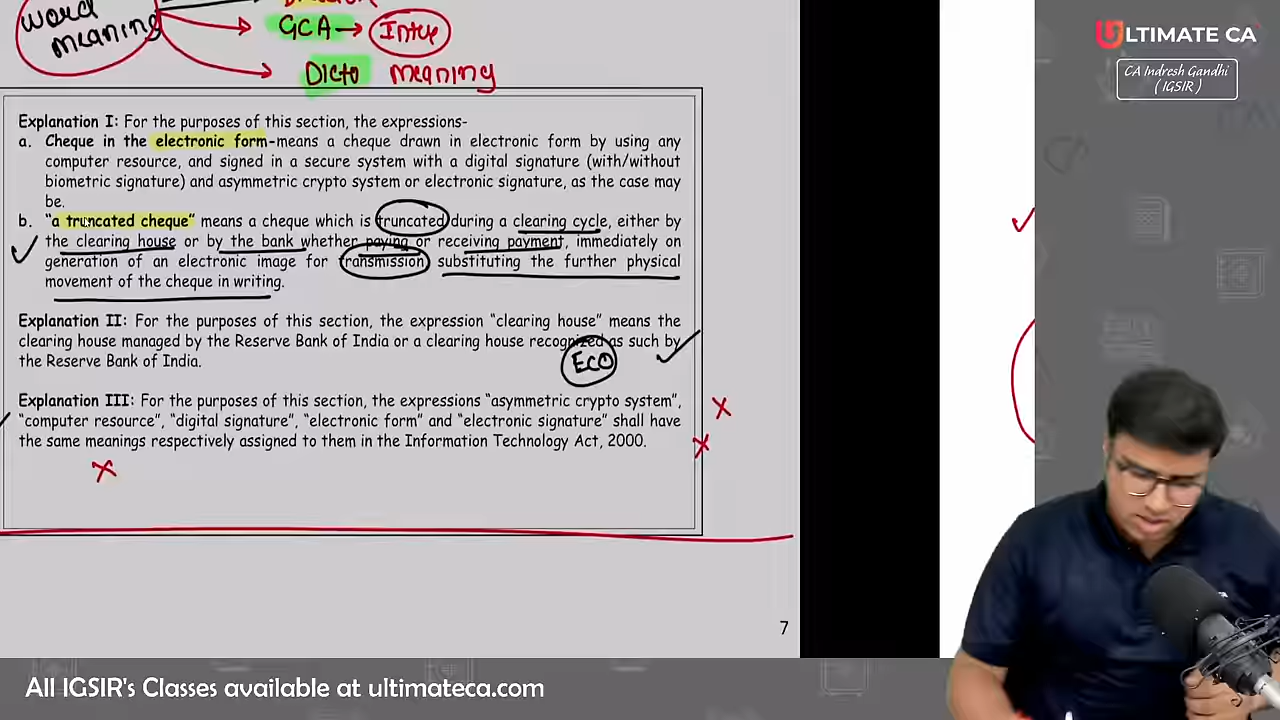 word
meaning
GCA → Inte
Dicto meaning
ULTIMATE CA
CA Indresh Gandhi
( IGSIR )
Explanation I: For the purposes of this section, the expressions-
a. Cheque in the electronic form-means a cheque drawn in electronic form by using any
computer resource, and signed in a secure system with a digital signature (with/without
biometric signature) and asymmetric crypto system or electronic signature, as the case may
be.
b. “a truncated cheque” means a cheque which is truncated during a clearing cycle, either by
the clearing house or by the bank whether paying or receiving payment, immediately on
generation of an electronic image for transmission, substituting the further physical
movement of the cheque in writing.
Explanation II: For the purposes of this section, the expression “clearing house” means the
clearing house managed by the Reserve Bank of India or a clearing house recognized as such by
the Reserve Bank of India.
Eco
Explanation III: For the purposes of this section, the expressions “asymmetric crypto system”,
“computer resource”, “digital signature”, “electronic form” and “electronic signature” shall have
the same meanings respectively assigned to them in the Information Technology Act, 2000.
7
All IGSIR's Classes available at ultimateca.com